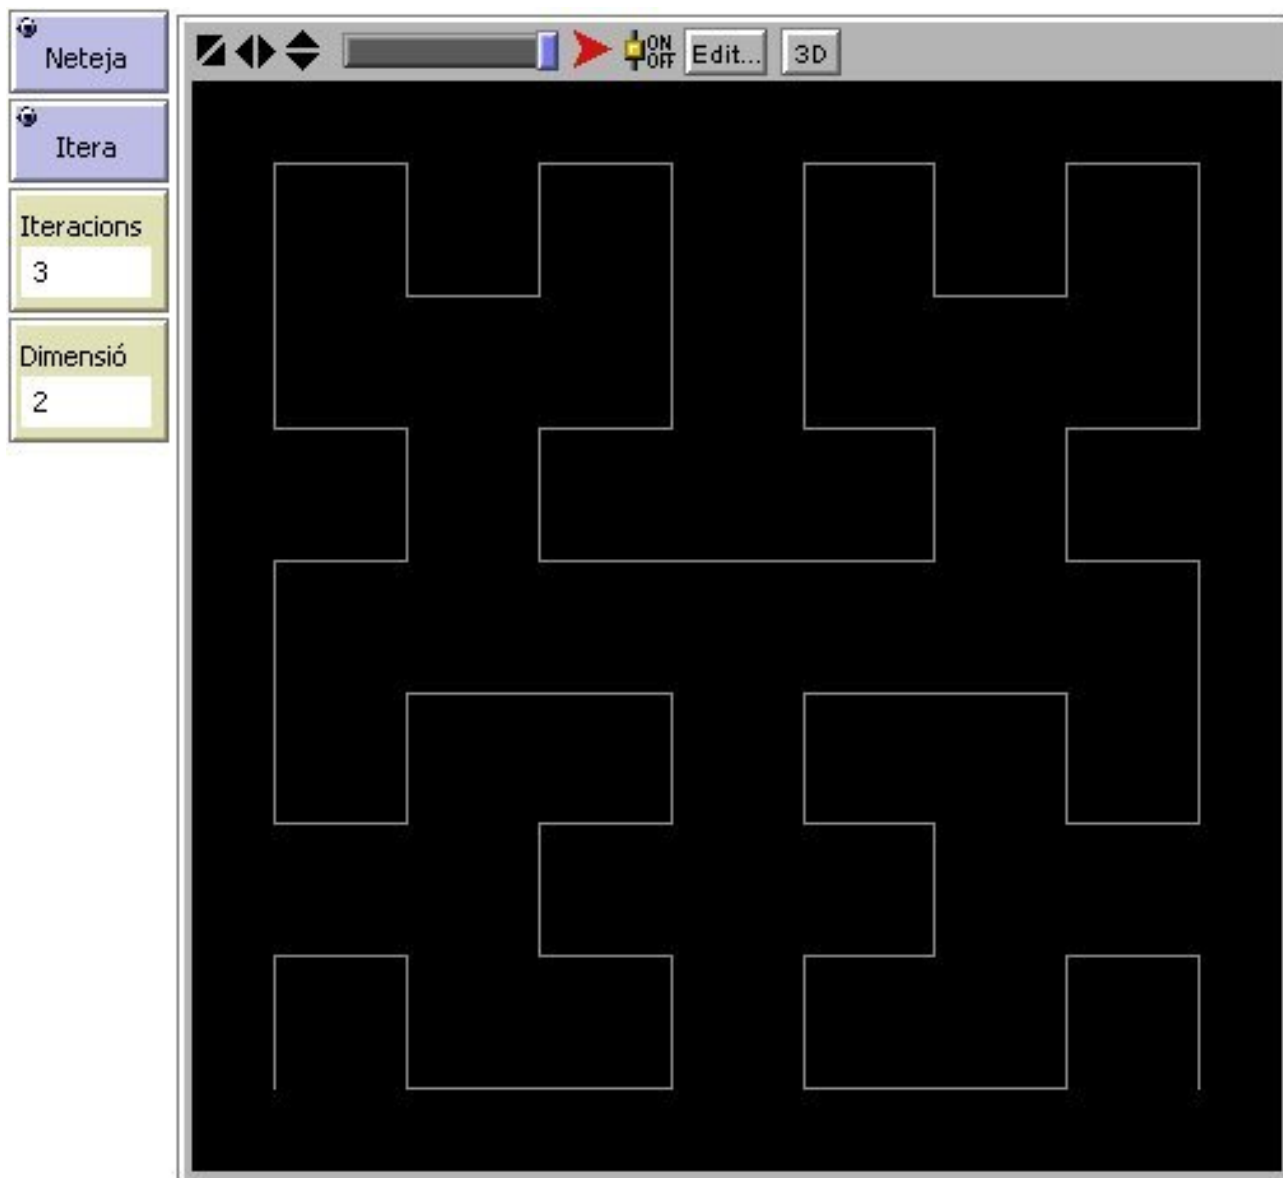 Neteja
Itera
Iteracions
3
Dimensió
2
ON
OFF
Edit...
3D